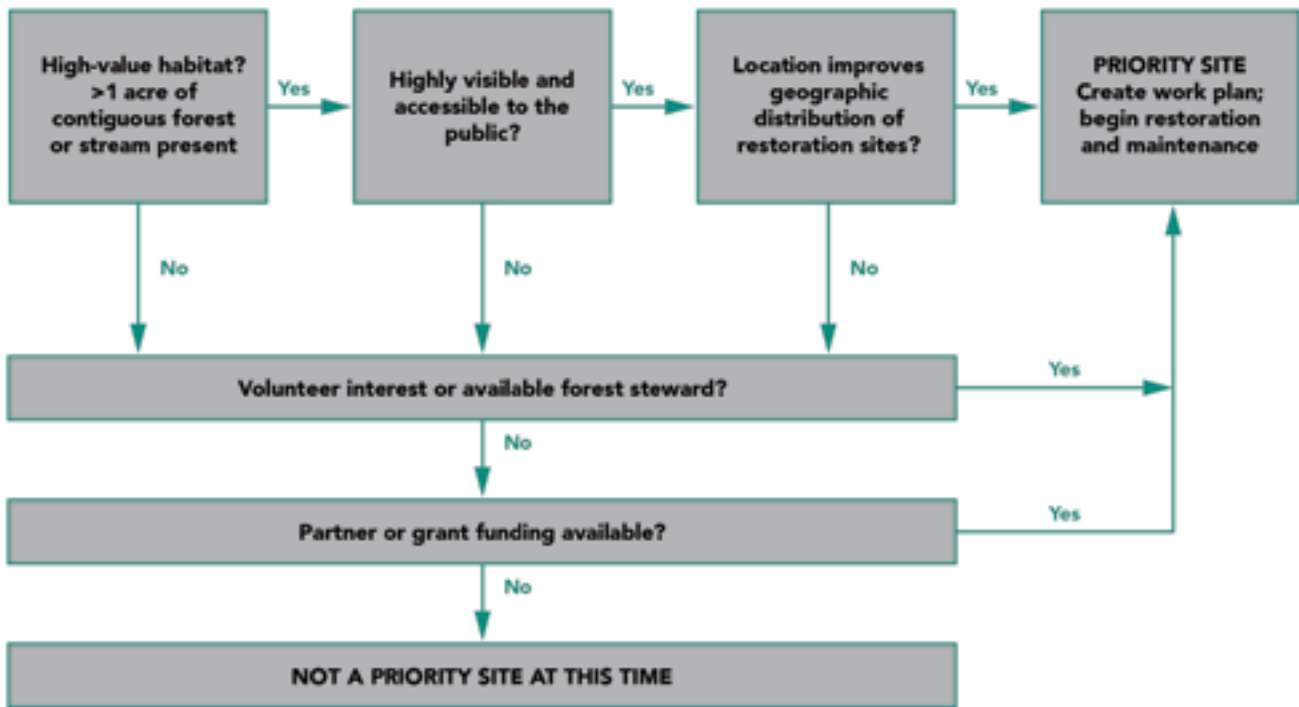 High-value habitat?
>1 acre of
contiguous forest
or stream present
Yes
Highly visible and
accessible to the
public?
Yes
Location improves
geographic
distribution of
restoration sites?
Yes
PRIORITY SITE
Create work plan;
begin restoration
and maintenance
No
No
No
Volunteer interest or available forest steward?
Yes
No
Partner or grant funding available?
Yes
No
NOT A PRIORITY SITE AT THIS TIME